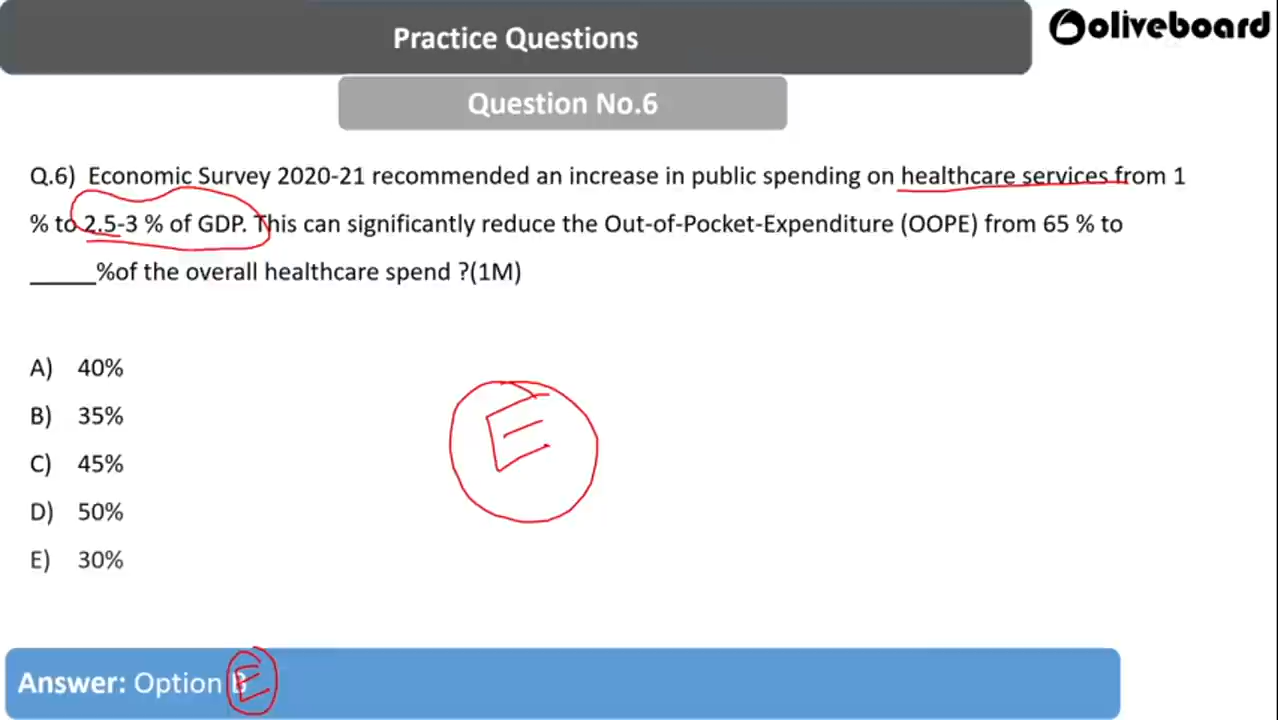 Practice Questions
oliveboard
Question No.6
Q.6) Economic Survey 2020-21 recommended an increase in public spending on healthcare services from 1
% to 2.5-3 % of GDP. This can significantly reduce the Out-of-Pocket-Expenditure (OOPE) from 65 % to
_____%of the overall healthcare spend ?(1M)
A) 40%
B) 35%
C) 45%
D) 50%
E) 30%
E
Answer: Option E